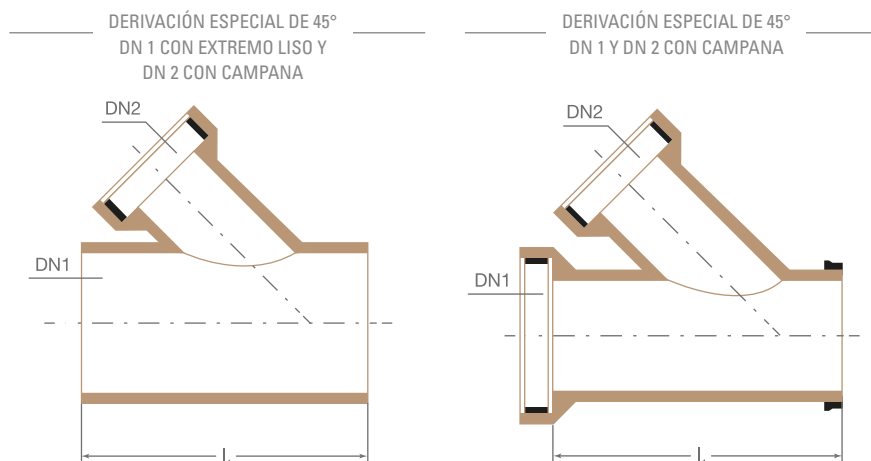 DERIVACIÓN ESPECIAL DE 45°
DN 1 CON EXTREMO LISO Y
DN 2 CON CAMPANA
DN2
DN1
L
DERIVACIÓN ESPECIAL DE 45°
DN 1 Y DN 2 CON CAMPANA
DN2
DN1
L